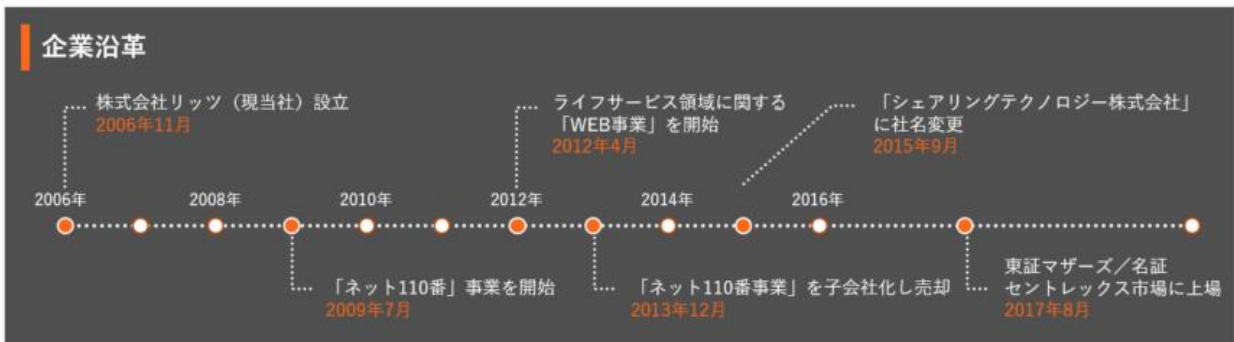 企業沿革
株式会社リッツ（現当社）設立
2006年11月
ライフサービス領域に関する
「WEB事業」を開始
2012年4月
「シェアリングテクノロジー株式会社」
に社名変更
2015年9月
2006年
2008年
2010年
2012年
2014年
2016年
「ネット110番」事業を開始
2009年7月
「ネット110番事業」を子会社化し売却
2013年12月
東証マザーズ／名証
セントレックス市場に上場
2017年8月